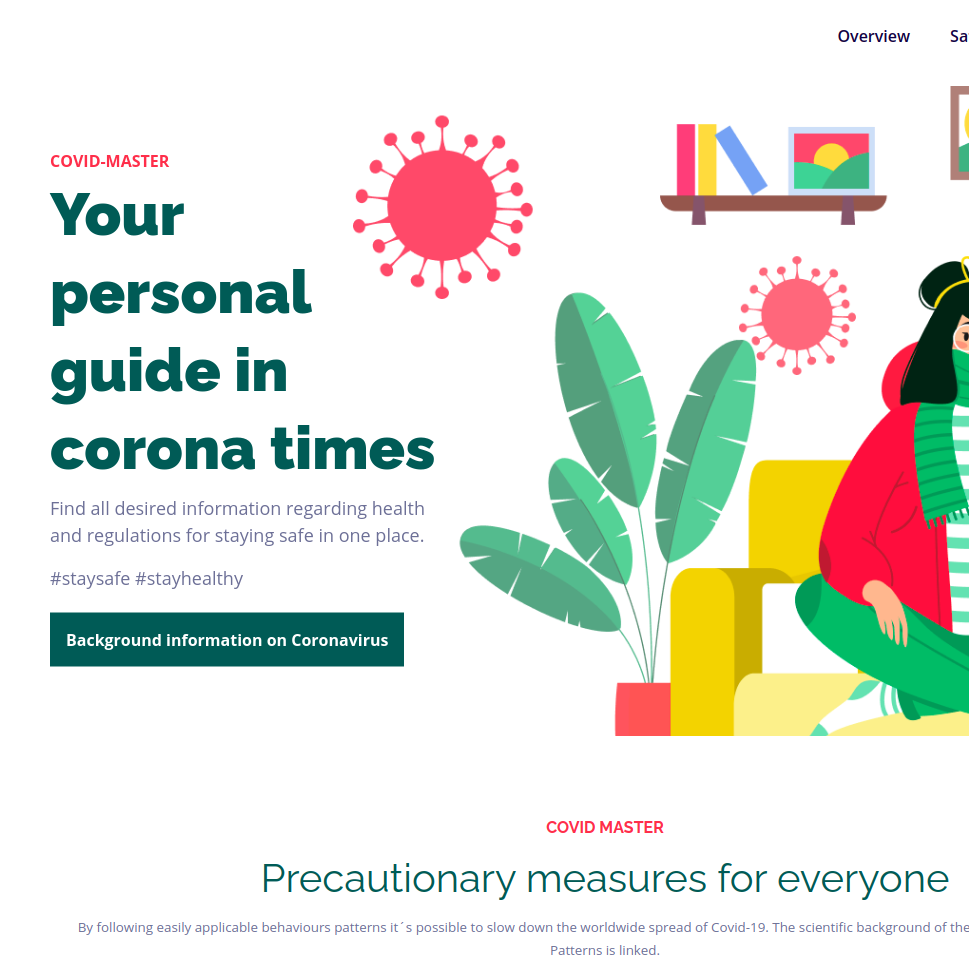 Overview
COVID-MASTER
Your
personal
guide in
corona times
Find all desired information regarding health
and regulations for staying safe in one place.
#staysafe #stayhealthy
Background information on Coronavirus
COVID MASTER
Precautionary measures for everyone
By following easily applicable behaviours patterns it´s possible to slow down the worldwide spread of Covid-19. The scientific background of the
Patterns is linked.